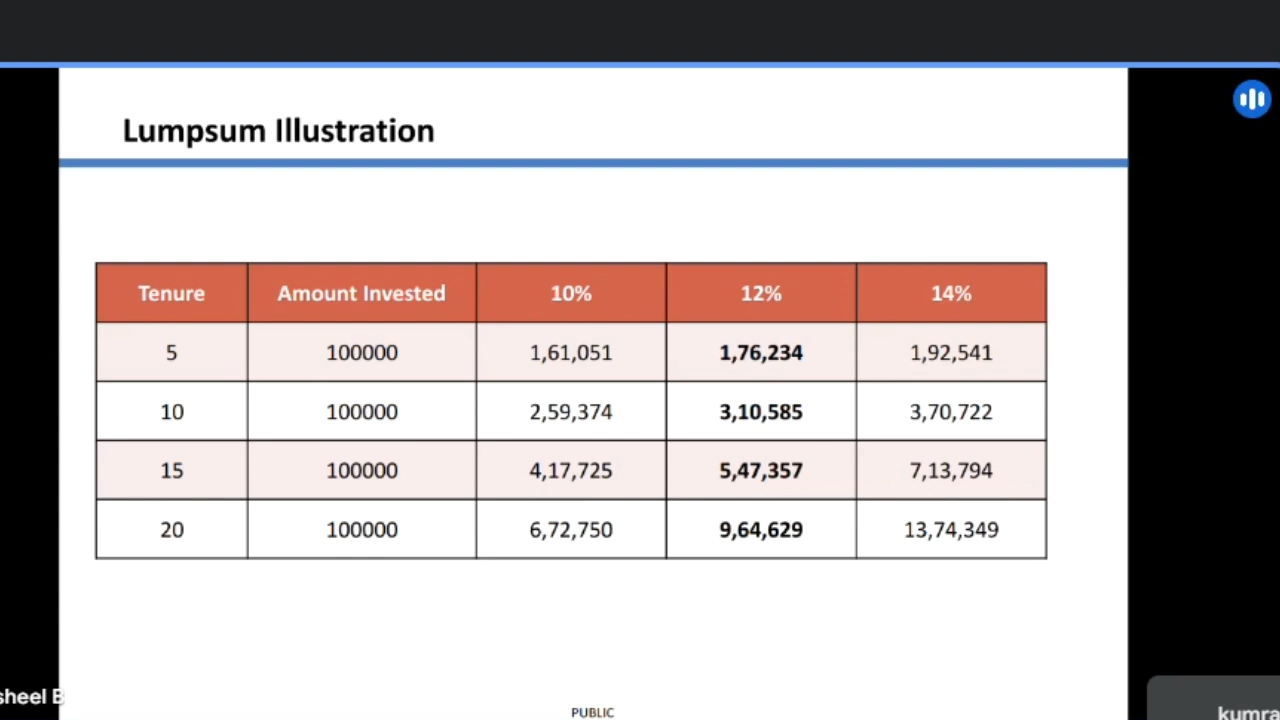 Lumpsum Illustration
Tenure Amount Invested 10% 12% 14%
5 100000 1,61,051 1,76,234 1,92,541
10 100000 2,59,374 3,10,585 3,70,722
15 100000 4,17,725 5,47,357 7,13,794
20 100000 6,72,750 9,64,629 13,74,349
sheel B
PUBLIC
kumra